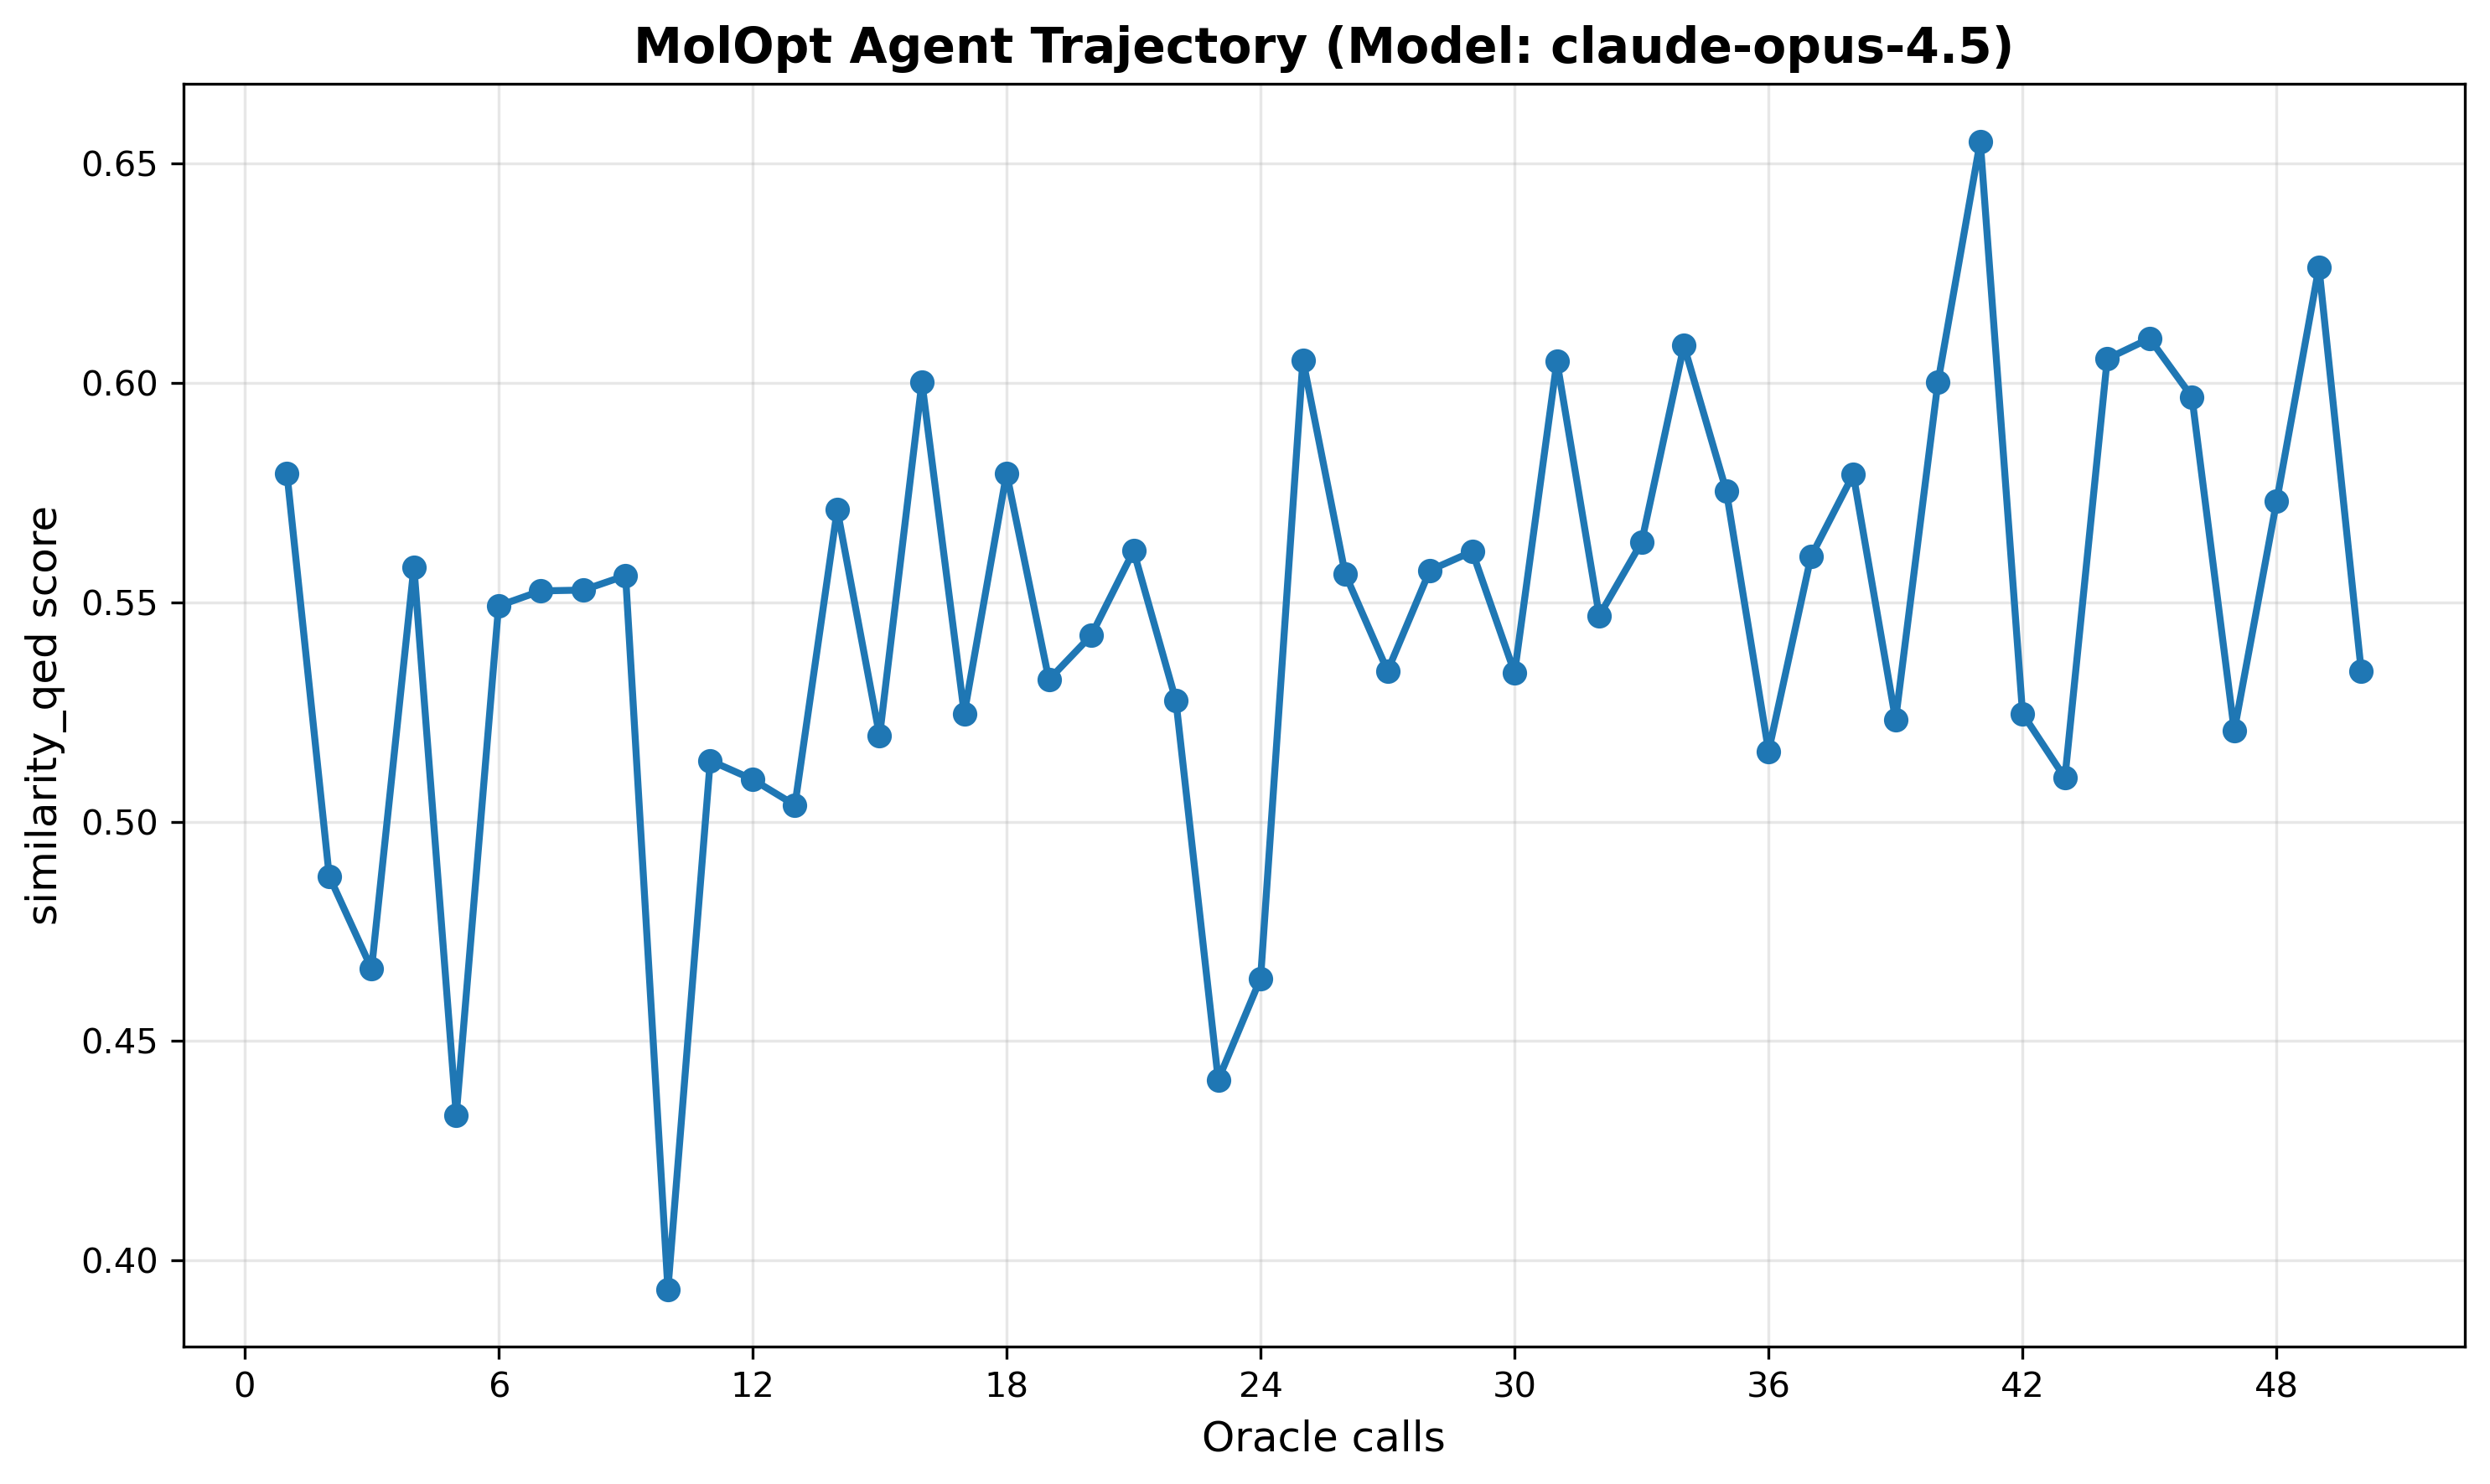 MolOpt Agent Trajectory (Model: claude-opus-4.5)
similarity_qed score
0.65
0.60
0.55
0.50
0.45
0.40
0 6 12 18 24 30 36 42 48
Oracle calls